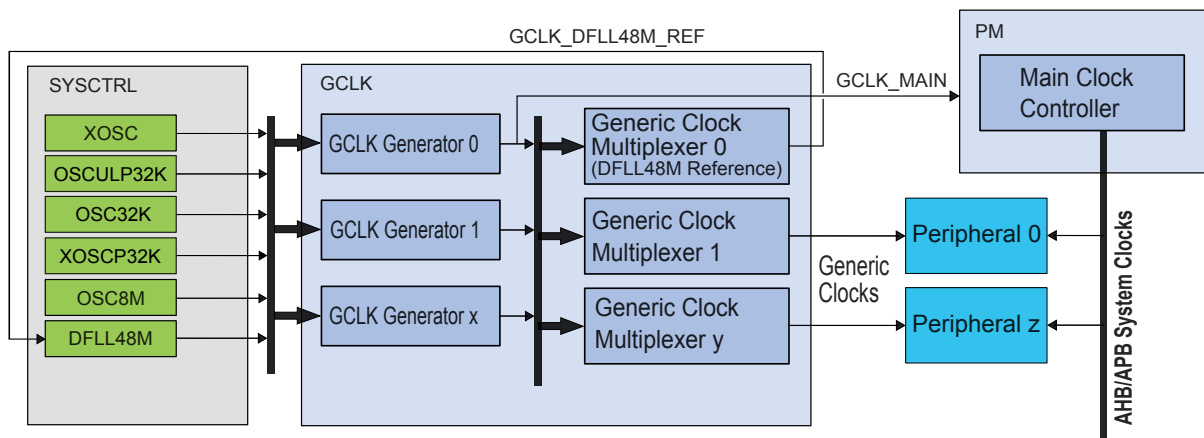 GCLK_DFLL48M_REF
SYSCTRL
XOSC
OSCULP32K
OSC32K
XOSCP32K
OSC8M
DFLL48M
GCLK
GCLK Generator 0
GCLK Generator 1
GCLK Generator x
Generic Clock
Multiplexer 0
(DFLL48M Reference)
Generic Clock
Multiplexer 1
Generic Clock
Multiplexer y
GCLK_MAIN
PM
Main Clock
Controller
Generic
Clocks
Peripheral 0
Peripheral z
AHB/APB System Clocks